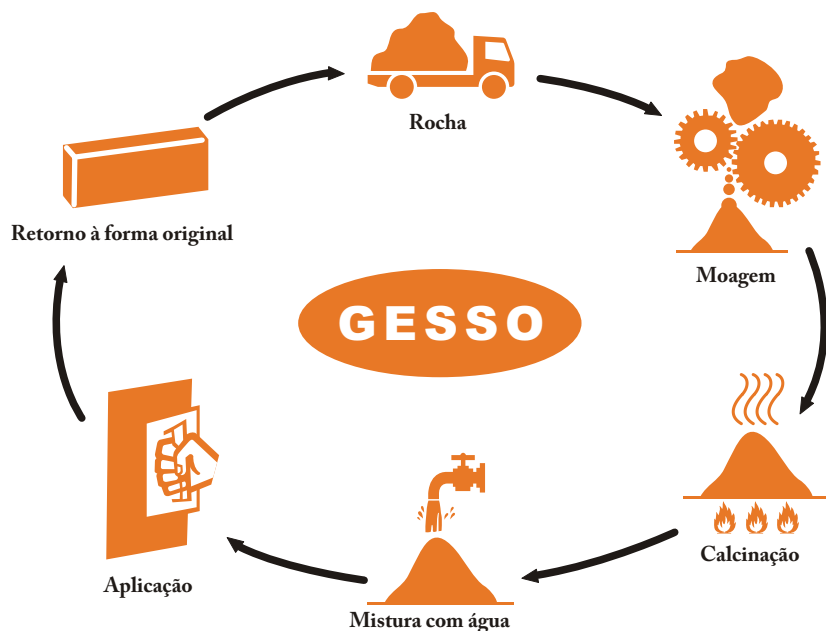 Rocha
Moagem
Retorno à forma original
GESSO
Calcinação
Aplicação
Mistura com água